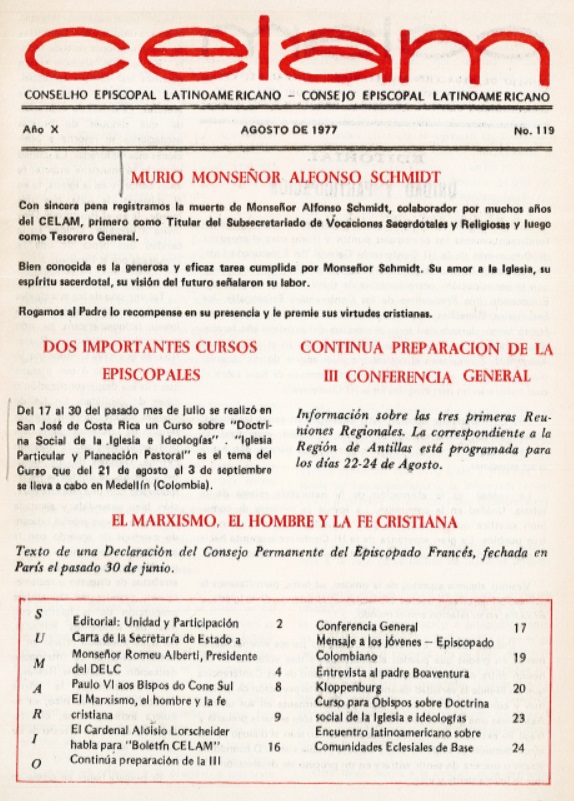 celam
CONSELHO EPISCOPAL LATINOAMERICANO – CONSEJO EPISCOPAL LATINOAMERICANO
Año X AGOSTO DE 1977 No. 119
MURIO MONSEÑOR ALFONSO SCHMIDT
Con sincera pena registramos la muerte de Monseñor Alfonso Schmidt, colaborador por muchos años
del CELAM, primero como Titular del Subsecretariado de Vocaciones Sacerdotales y Religiosas y luego
como Tesorero General.
Bien conocida es la generosa y eficaz tarea cumplida por Monseñor Schmidt. Su amor a la Iglesia, su
espíritu sacerdotal, su visión del futuro señalaron su labor.
Rogamos al Padre lo recompense en su presencia y le premie sus virtudes cristianas.
DOS IMPORTANTES CURSOS
EPISCOPALES
Del 17 al 30 del pasado mes de julio se realizó en
San José de Costa Rica un Curso sobre "Doctri-
na Social de la Iglesia e Ideologías" . "Iglesia
Particular y Planeación Pastoral" es el tema del
Curso que del 21 de agosto al 3 de septiembre
se lleva a cabo en Medellín (Colombia).
CONTINUA PREPARACION DE LA
III CONFERENCIA GENERAL
Información sobre las tres primeras Reu-
niones Regionales. La correspondiente a la
Región de Antillas está programada para
los días 22-24 de Agosto.
EL MARXISMO, EL HOMBRE Y LA FE CRISTIANA
Texto de una Declaración del Consejo Permanente del Episcopado Francés, fechada en
París el pasado 30 de junio.
SUMARIO
Editorial: Unidad y Participación 2
Carta de la Secretaría de Estado a
Monseñor Romeu Alberti, Presidente
del DELC 4
Paulo VI aos Bispos do Cone Sul 8
El Marxismo, el hombre y la fe
cristiana 9
El Cardenal Aloisio Lorscheider
habla para "Boletín CELAM" 16
Continúa preparación de la III
Conferencia General 17
Mensaje a los jóvenes – Episcopado
Colombiano 19
Entrevista al padre Boaventura
Kloppenburg 20
Curso para Obispos sobre Doctrina
social de la Iglesia e ideologías 23
Encuentro latinoamericano sobre
Comunidades Eclesiales de Base 24